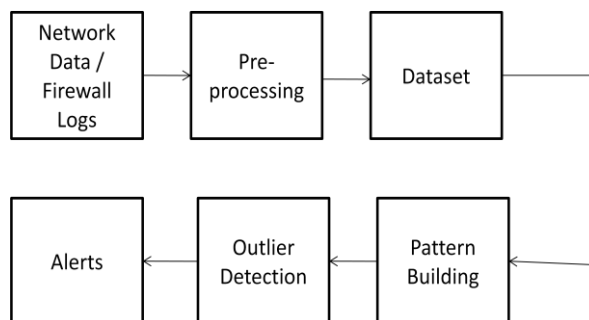 Network
Data /
Firewall
Logs
Pre-
processing
Dataset
Alerts
Outlier
Detection
Pattern
Building